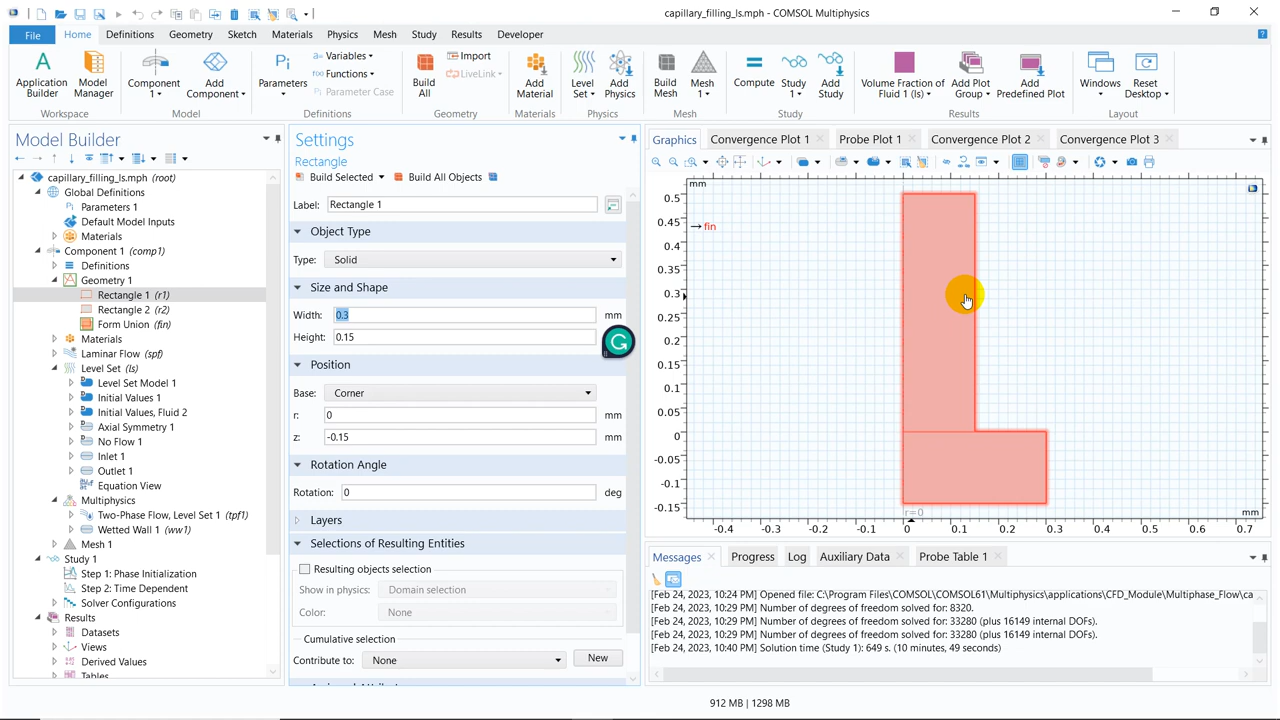 capillary_filling_ls.mph - COMSOL Multiphysics
File Home Definitions Geometry Sketch Materials Physics Mesh Study Results Developer
Application Builder
Model Manager
Component 1
Add Component
Parameters
a= Variables
f(x) Functions
Pi Parameter Case
Build All
Import
LiveLink
Add Material
Level Set
Add Physics
Build Mesh
Mesh 1
Compute
Study 1
Add Study
Volume Fraction of Fluid 1 (ls)
Add Plot Group
Add Predefined Plot
Windows
Reset Desktop
Workspace Model Definitions Geometry Materials Physics Mesh Study Results Layout
Model Builder
capillary_filling_ls.mph (root)
Global Definitions
Parameters 1
Default Model Inputs
Materials
Component 1 (comp1)
Definitions
Geometry 1
Rectangle 1 (r1)
Rectangle 2 (r2)
Form Union (fin)
Materials
Laminar Flow (spf)
Level Set (ls)
Level Set Model 1
Initial Values 1
Initial Values, Fluid 2
Axial Symmetry 1
No Flow 1
Inlet 1
Outlet 1
Equation View
Multiphysics
Two-Phase Flow, Level Set 1 (tpf1)
Wetted Wall 1 (ww1)
Mesh 1
Study 1
Step 1: Phase Initialization
Step 2: Time Dependent
Solver Configurations
Results
Datasets
Views
Derived Values
Tables
Settings
Rectangle
Build Selected Build All Objects
Label: Rectangle 1
Object Type
Type: Solid
Size and Shape
Width: 0.3 mm
Height: 0.15
Position
Base: Corner
r: 0 mm
z: -0.15 mm
Rotation Angle
Rotation: 0 deg
Layers
Selections of Resulting Entities
Resulting objects selection
Show in physics: Domain selection
Color: None
Cumulative selection
Contribute to: None New
Graphics Convergence Plot 1 Probe Plot 1 Convergence Plot 2 Convergence Plot 3
mm
0.5
→ fin
0.45
0.4
0.35
0.3
0.25
0.2
0.15
0.1
0.05
0
-0.05
-0.1
-0.15
r=0
mm
-0.4 -0.3 -0.2 -0.1 0 0.1 0.2 0.3 0.4 0.5 0.6 0.7
Messages Progress Log Auxiliary Data Probe Table 1
[Feb 24, 2023, 10:24 PM] Opened file: C:\Program Files\COMSOL\COMSOL61\Multiphysics\applications\CFD_Module\Multiphase_Flow\ca
[Feb 24, 2023, 10:29 PM] Number of degrees of freedom solved for: 8320.
[Feb 24, 2023, 10:29 PM] Number of degrees of freedom solved for: 33280 (plus 16149 internal DOFs).
[Feb 24, 2023, 10:29 PM] Number of degrees of freedom solved for: 33280 (plus 16149 internal DOFs).
[Feb 24, 2023, 10:40 PM] Solution time (Study 1): 649 s. (10 minutes, 49 seconds)
912 MB | 1298 MB